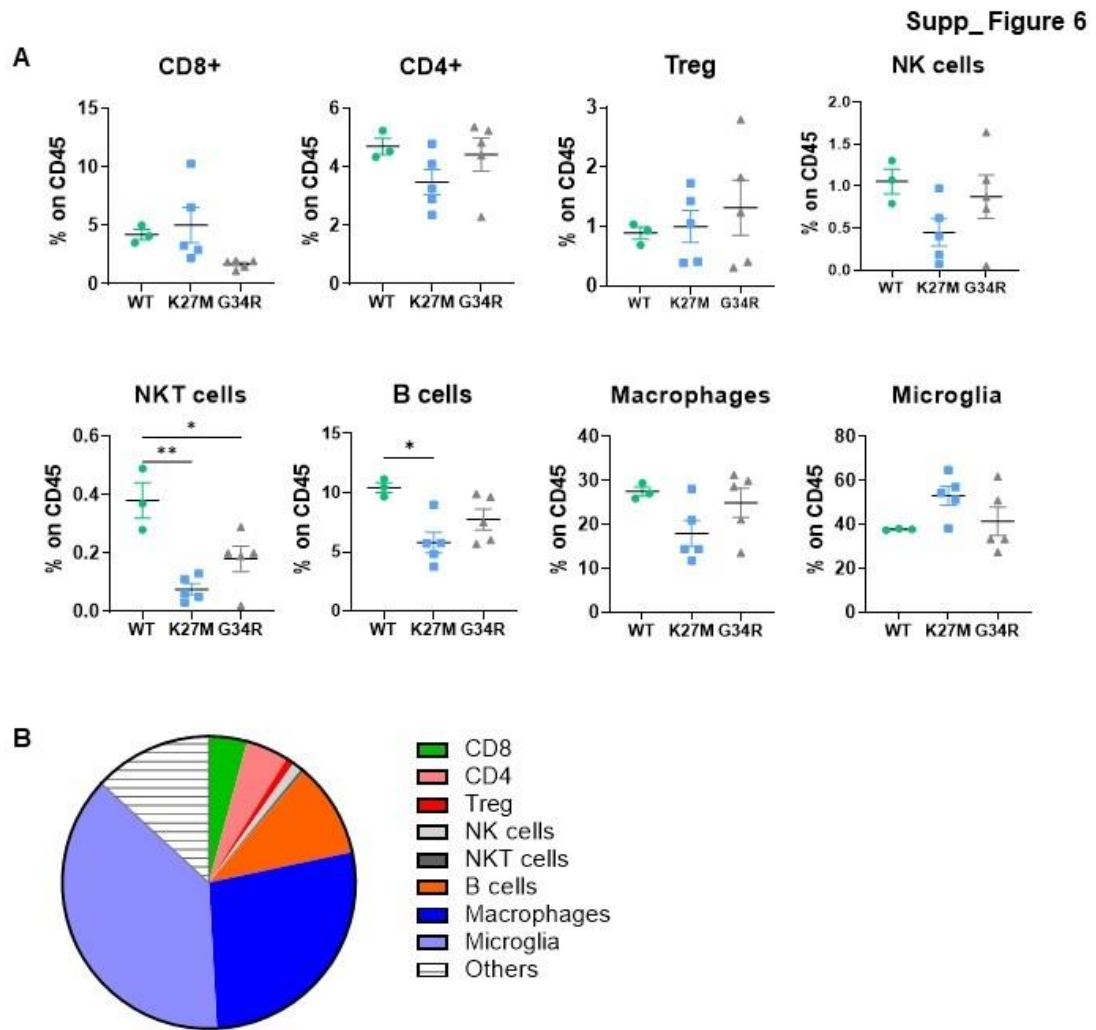 Supp_Figure 6
A
CD8+
CD4+
Treg
NK cells
% on CD45
15
10
5
0
WT K27M G34R
% on CD45
6
4
2
0
WT K27M G34R
% on CD45
3
2
1
0
WT K27M G34R
% on CD45
2.0
1.5
1.0
0.5
0.0
WT K27M G34R
NKT cells
B cells
Macrophages
Microglia
% on CD45
0.6
0.4
0.2
0.0
*
**
WT K27M G34R
% on CD45
15
10
5
0
*
WT K27M G34R
% on CD45
40
30
20
10
0
WT K27M G34R
% on CD45
80
60
40
20
0
WT K27M G34R
B
CD8
CD4
Treg
NK cells
NKT cells
B cells
Macrophages
Microglia
Others